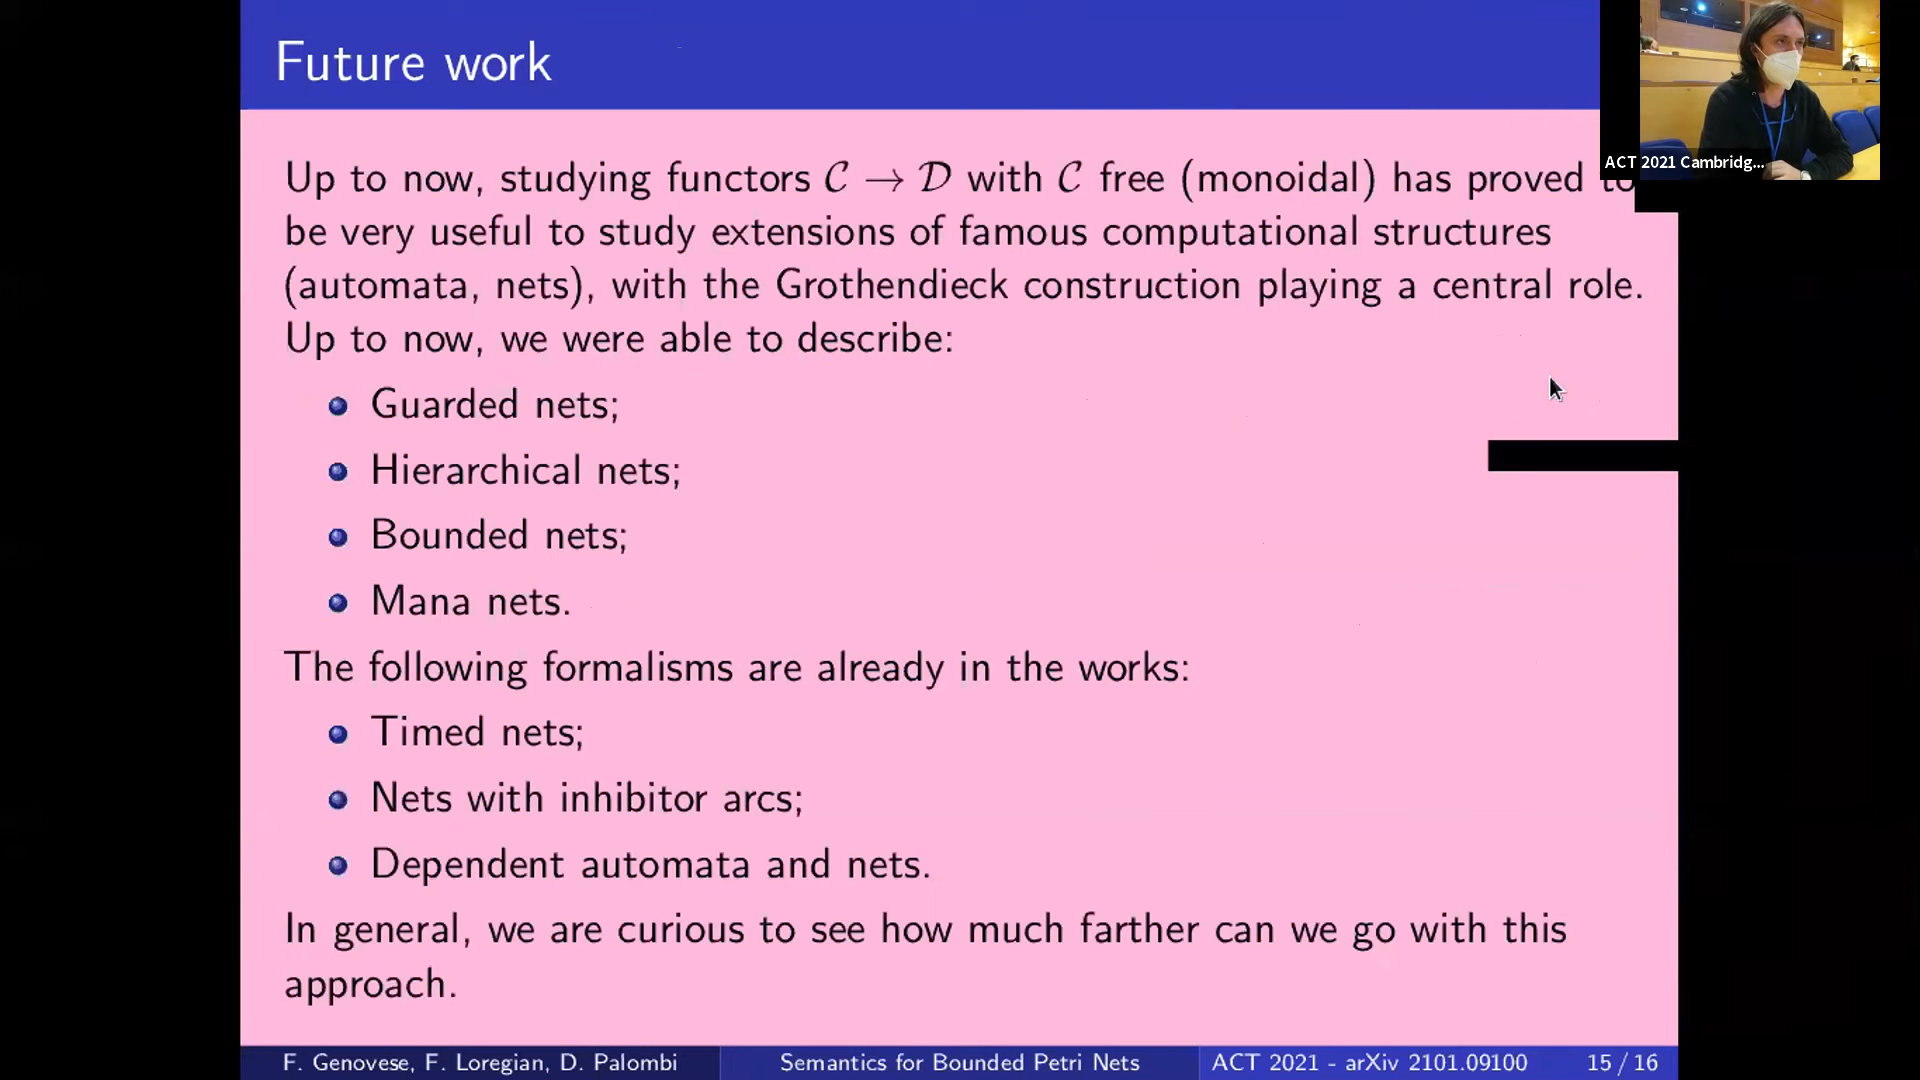 Future work
ACT 2021 Cambridg...
Up to now, studying functors 𝒞 → 𝒟 with 𝒞 free (monoidal) has proved to
be very useful to study extensions of famous computational structures
(automata, nets), with the Grothendieck construction playing a central role.
Up to now, we were able to describe:
Guarded nets;
Hierarchical nets;
Bounded nets;
Mana nets.
The following formalisms are already in the works:
Timed nets;
Nets with inhibitor arcs;
Dependent automata and nets.
In general, we are curious to see how much farther can we go with this
approach.
F. Genovese, F. Loregian, D. Palombi Semantics for Bounded Petri Nets ACT 2021 - arXiv 2101.09100 15 / 16